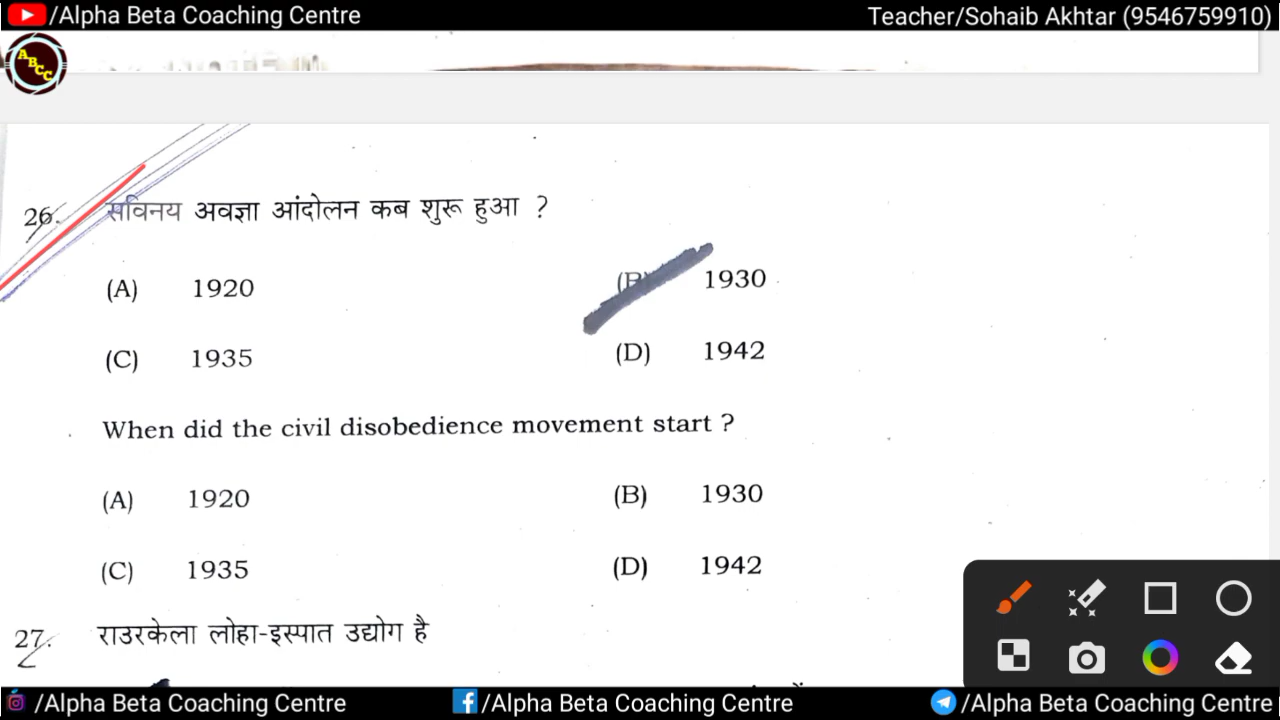 /Alpha Beta Coaching Centre
Teacher/Sohaib Akhtar (9546759910)
ABCC
26. सविनय अवज्ञा आंदोलन कब शुरू हुआ ?
(A) 1920 (B) 1930
(C) 1935 (D) 1942
When did the civil disobedience movement start ?
(A) 1920 (B) 1930
(C) 1935 (D) 1942
27. राउरकेला लोहा-इस्पात उद्योग है
/Alpha Beta Coaching Centre
/Alpha Beta Coaching Centre
/Alpha Beta Coaching Centre